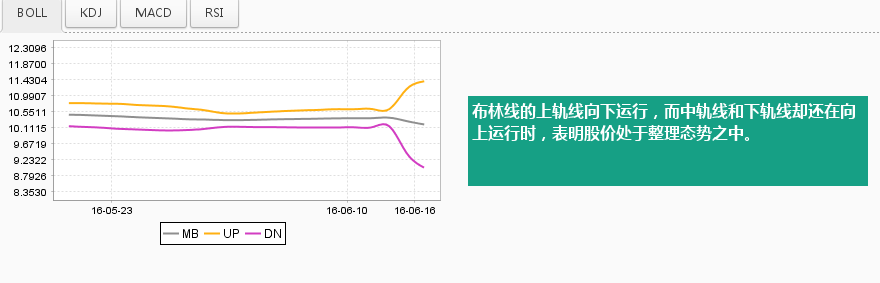 BOLL KDJ MACD RSI
12.3096
11.8700
11.4304
10.9907
10.5511
10.1115
9.6719
9.2322
8.7926
8.3530
16-05-23 16-06-10 16-06-16
MB UP DN
布林线的上轨线向下运行，而中轨线和下轨线却还在向
上运行时，表明股价处于整理态势之中。